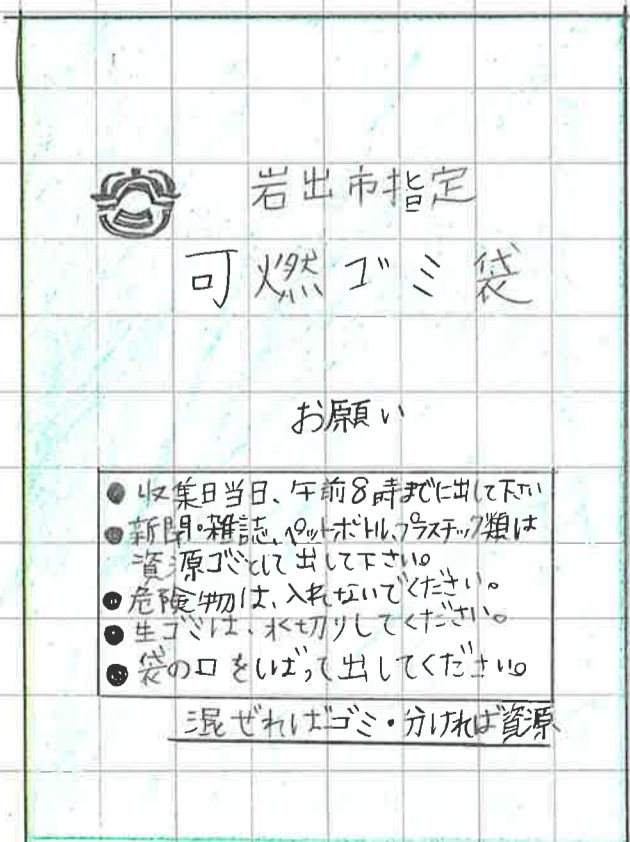 岩出市指定
可燃ゴミ袋
お願い
● 収集日当日、午前8時までに出して下さい
● 新聞・雑誌、ペットボトル、プラスチック類は
資源ゴミとして出して下さい。
● 危険物は、入れないでください。
● 生ゴミは、水切りしてください。
● 袋の口をしばって出してください。
混ぜればゴミ・分ければ資源